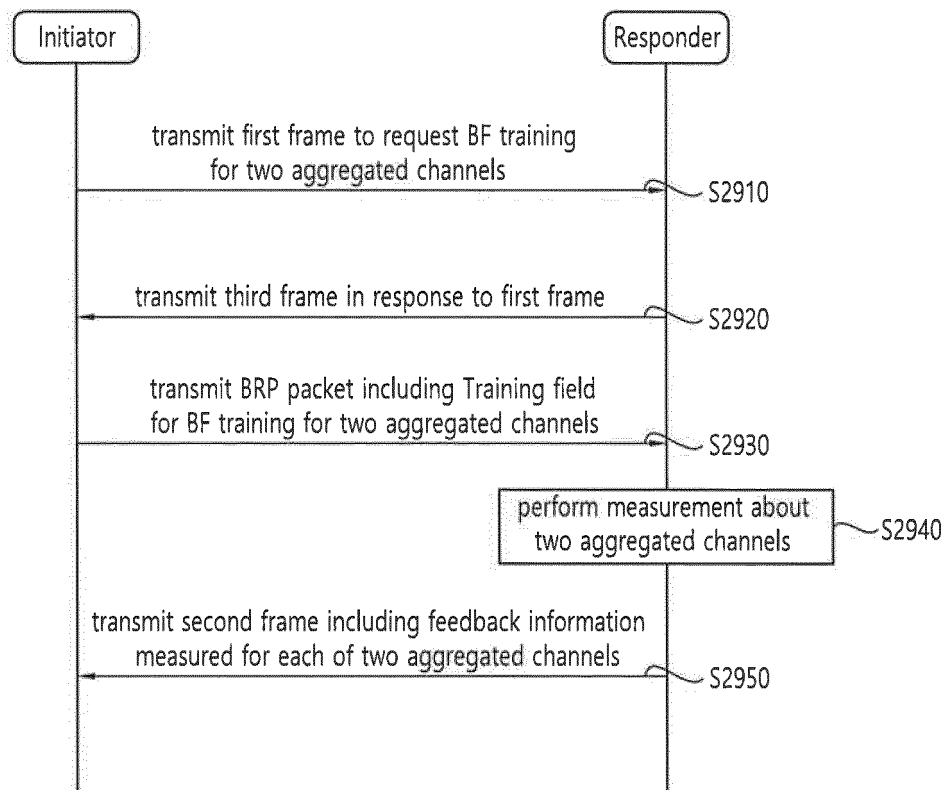 Initiator
Responder
transmit first frame to request BF training
for two aggregated channels
S2910
transmit third frame in response to first frame
S2920
transmit BRP packet including Training field
for BF training for two aggregated channels
S2930
perform measurement about
two aggregated channels
S2940
transmit second frame including feedback information
measured for each of two aggregated channels
S2950